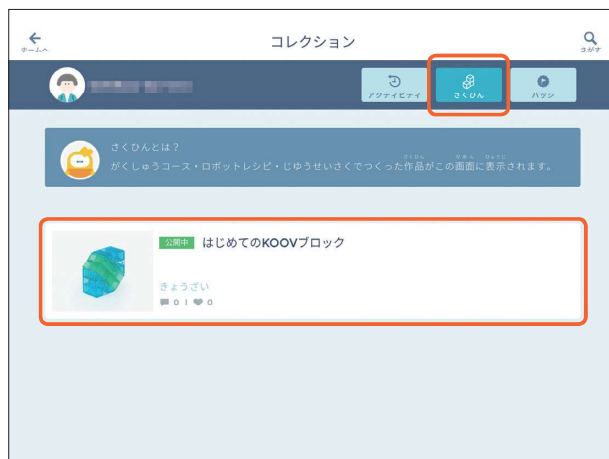 コレクション
ホームへ
さがす
アクティビティ
さくひん
バッジ
さくひんとは？
がくしゅうコース・ロボットレシピ・じゆうせいさくでつくった作品がこの画面に表示されます。
公開中 はじめてのKOOVブロック
きょうざい
0 | 0